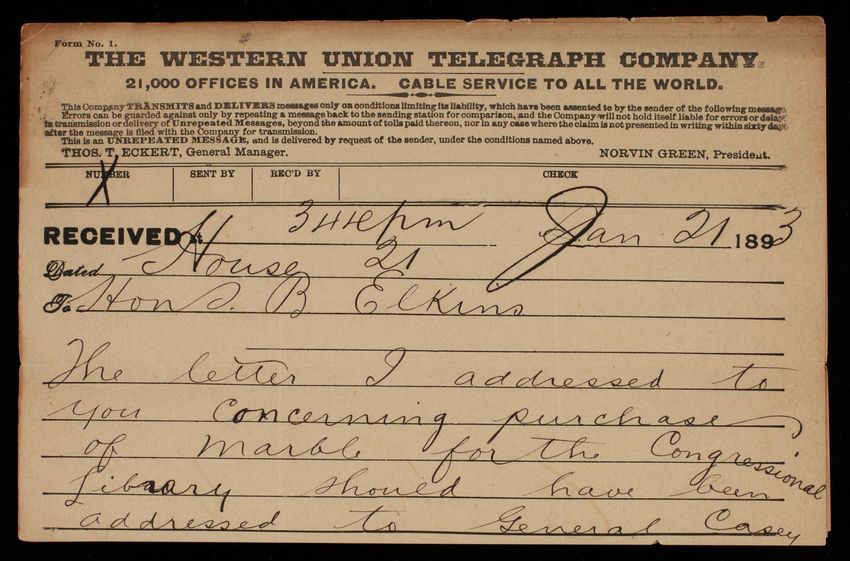 Form No. 1.
THE WESTERN UNION TELEGRAPH COMPANY.
21,000 OFFICES IN AMERICA. CABLE SERVICE TO ALL THE WORLD.
This Company TRANSMITS and DELIVERS messages only on conditions limiting its liability, which have been assented to by the sender of the following message.
Errors can be guarded against only by repeating a message back to the sending station for comparison, and the Company will not hold itself liable for errors or delays
in transmission or delivery of Unrepeated Messages, beyond the amount of tolls paid thereon, nor in any case where the claim is not presented in writing within sixty days
after the message is filed with the Company for transmission.
This is an UNREPEATED MESSAGE, and is delivered by request of the sender, under the conditions named above.
THOS. T. ECKERT, General Manager. NORVIN GREEN, President.
NUMBER SENT BY REC'D BY CHECK
X
RECEIVED at 344 pm Jan 21 1893
Dated House 21
To Hon S. B. Elkins
The letter I addressed to
you concerning purchase
of marble for the Congressional
Library should have been
addressed to General Casey